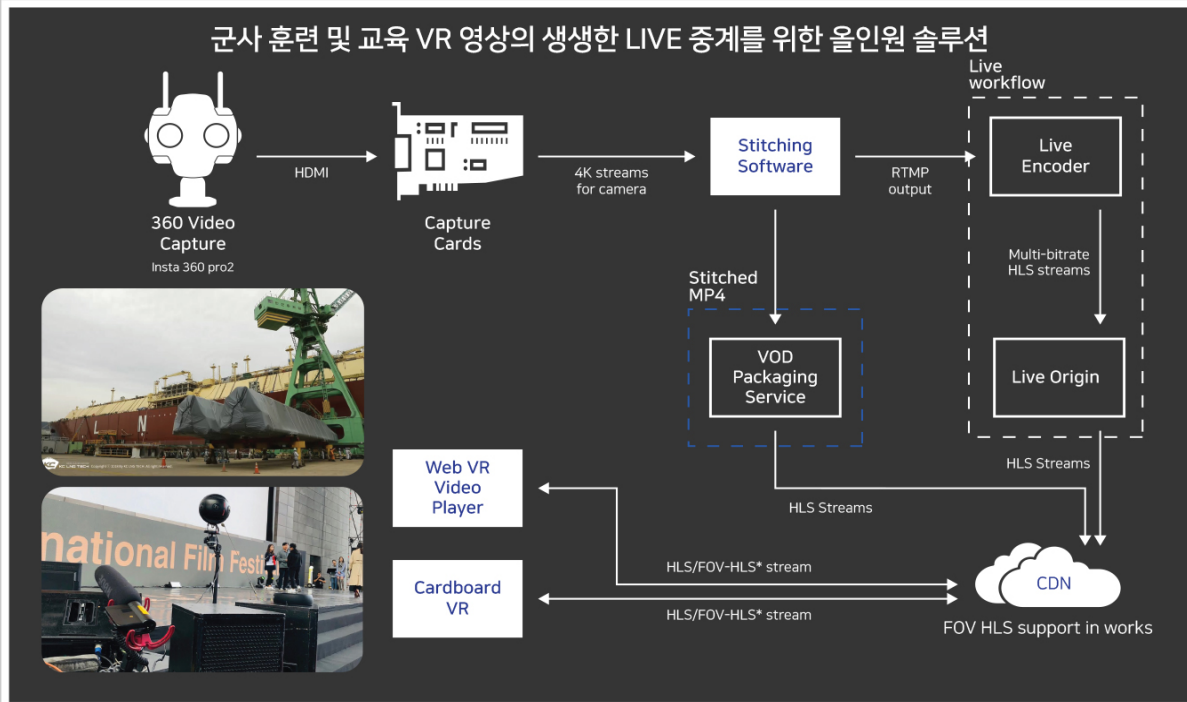 군사 훈련 및 교육 VR 영상의 생생한 LIVE 중계를 위한 올인원 솔루션
Live
workflow
360 Video
Capture
Insta 360 pro2
HDMI
Capture
Cards
4K streams
for camera
Stitching
Software
RTMP
output
Live
Encoder
Multi-bitrate
HLS streams
Live Origin
HLS Streams
Stitched
MP4
VOD
Packaging
Service
HLS Streams
L N
national Film Festi
Web VR
Video
Player
Cardboard
VR
HLS/FOV-HLS* stream
HLS/FOV-HLS* stream
CDN
FOV HLS support in works